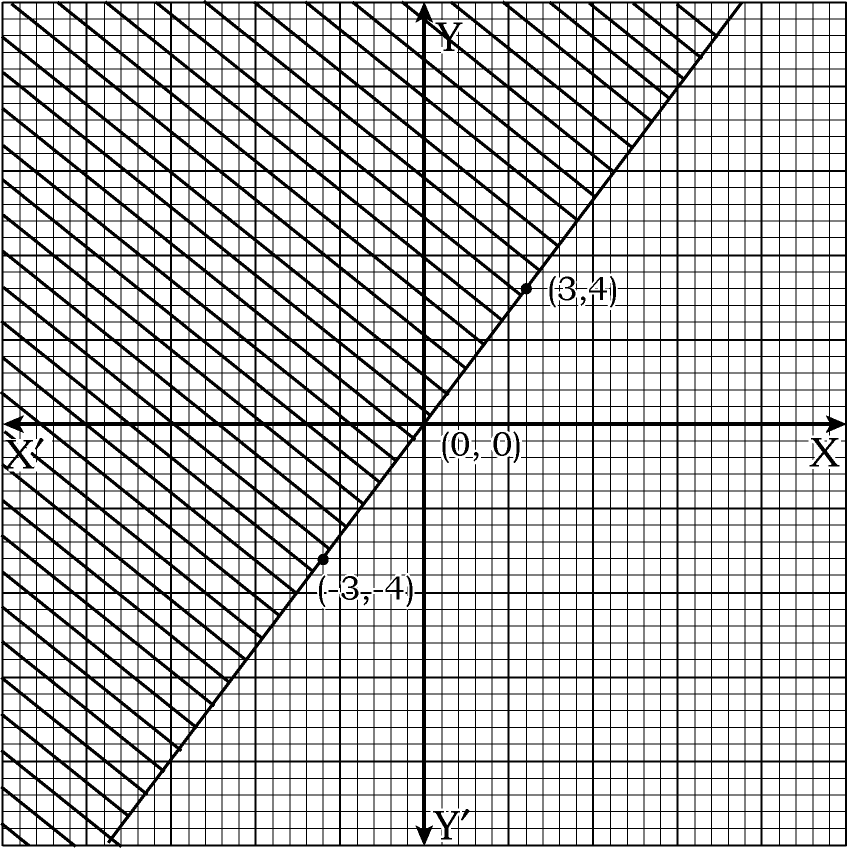 Y
(3,4)
X'
(0, 0)
X
(-3,-4)
Y'